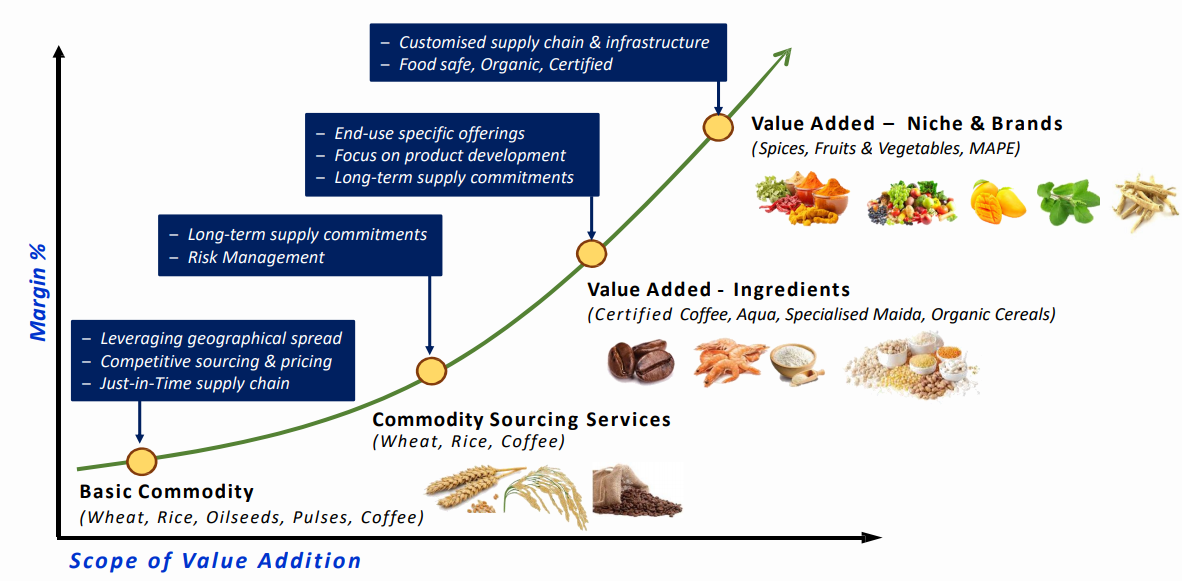 – Customised supply chain & infrastructure
– Food safe, Organic, Certified
Value Added – Niche & Brands
(Spices, Fruits & Vegetables, MAPE)
– End-use specific offerings
– Focus on product development
– Long-term supply commitments
– Long-term supply commitments
– Risk Management
Value Added - Ingredients
(Certified Coffee, Aqua, Specialised Maida, Organic Cereals)
– Leveraging geographical spread
– Competitive sourcing & pricing
– Just-in-Time supply chain
Commodity Sourcing Services
(Wheat, Rice, Coffee)
Basic Commodity
(Wheat, Rice, Oilseeds, Pulses, Coffee)
Margin %
Scope of Value Addition